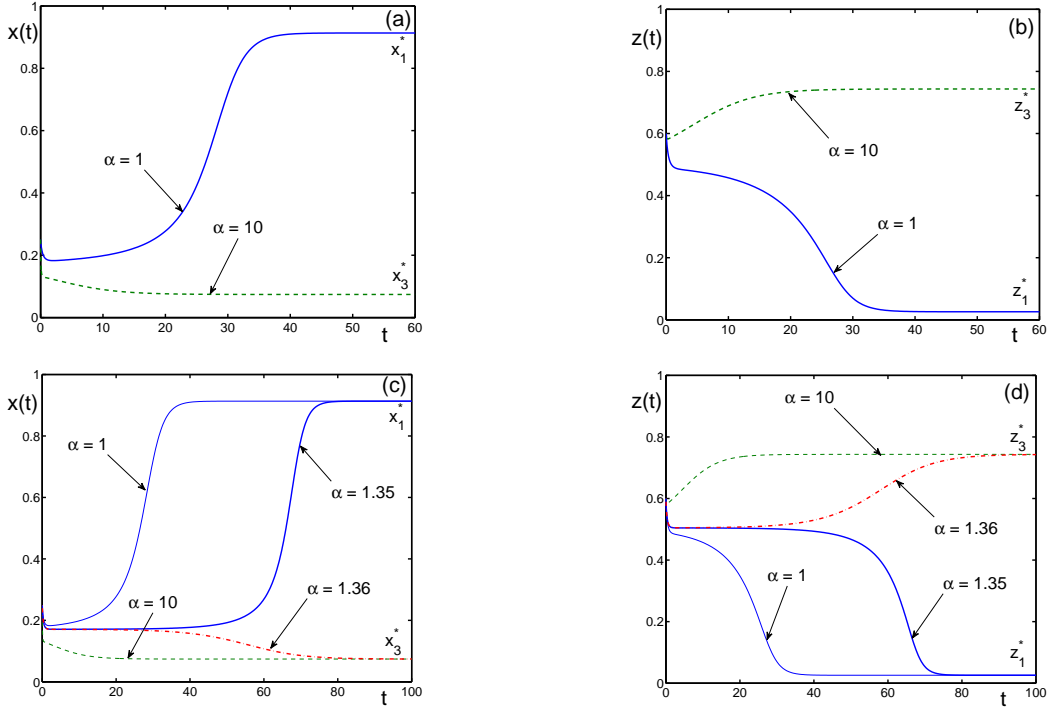 (a)
x(t)
x₁*
α = 1
α = 10
x₃*
0 0.2 0.4 0.6 0.8 1
0 10 20 30 40 50 60
t
(b)
z(t)
z₃*
α = 10
α = 1
z₁*
0 0.2 0.4 0.6 0.8 1
0 10 20 30 40 50 60
t
(c)
x(t)
x₁*
α = 1
α = 1.35
α = 10
α = 1.36
x₃*
0 0.2 0.4 0.6 0.8 1
0 20 40 60 80 100
t
(d)
z(t)
α = 10
z₃*
α = 1.36
α = 1
α = 1.35
z₁*
0 0.2 0.4 0.6 0.8 1
0 20 40 60 80 100
t